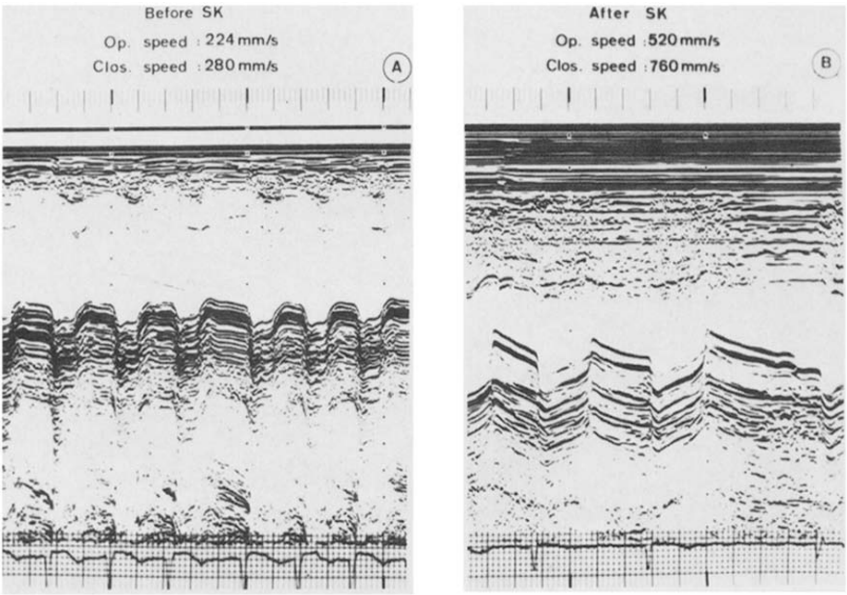 Before SK
Op. speed : 224 mm/s
Clos. speed : 280 mm/s
A
After SK
Op. speed : 520 mm/s
Clos. speed : 760 mm/s
B